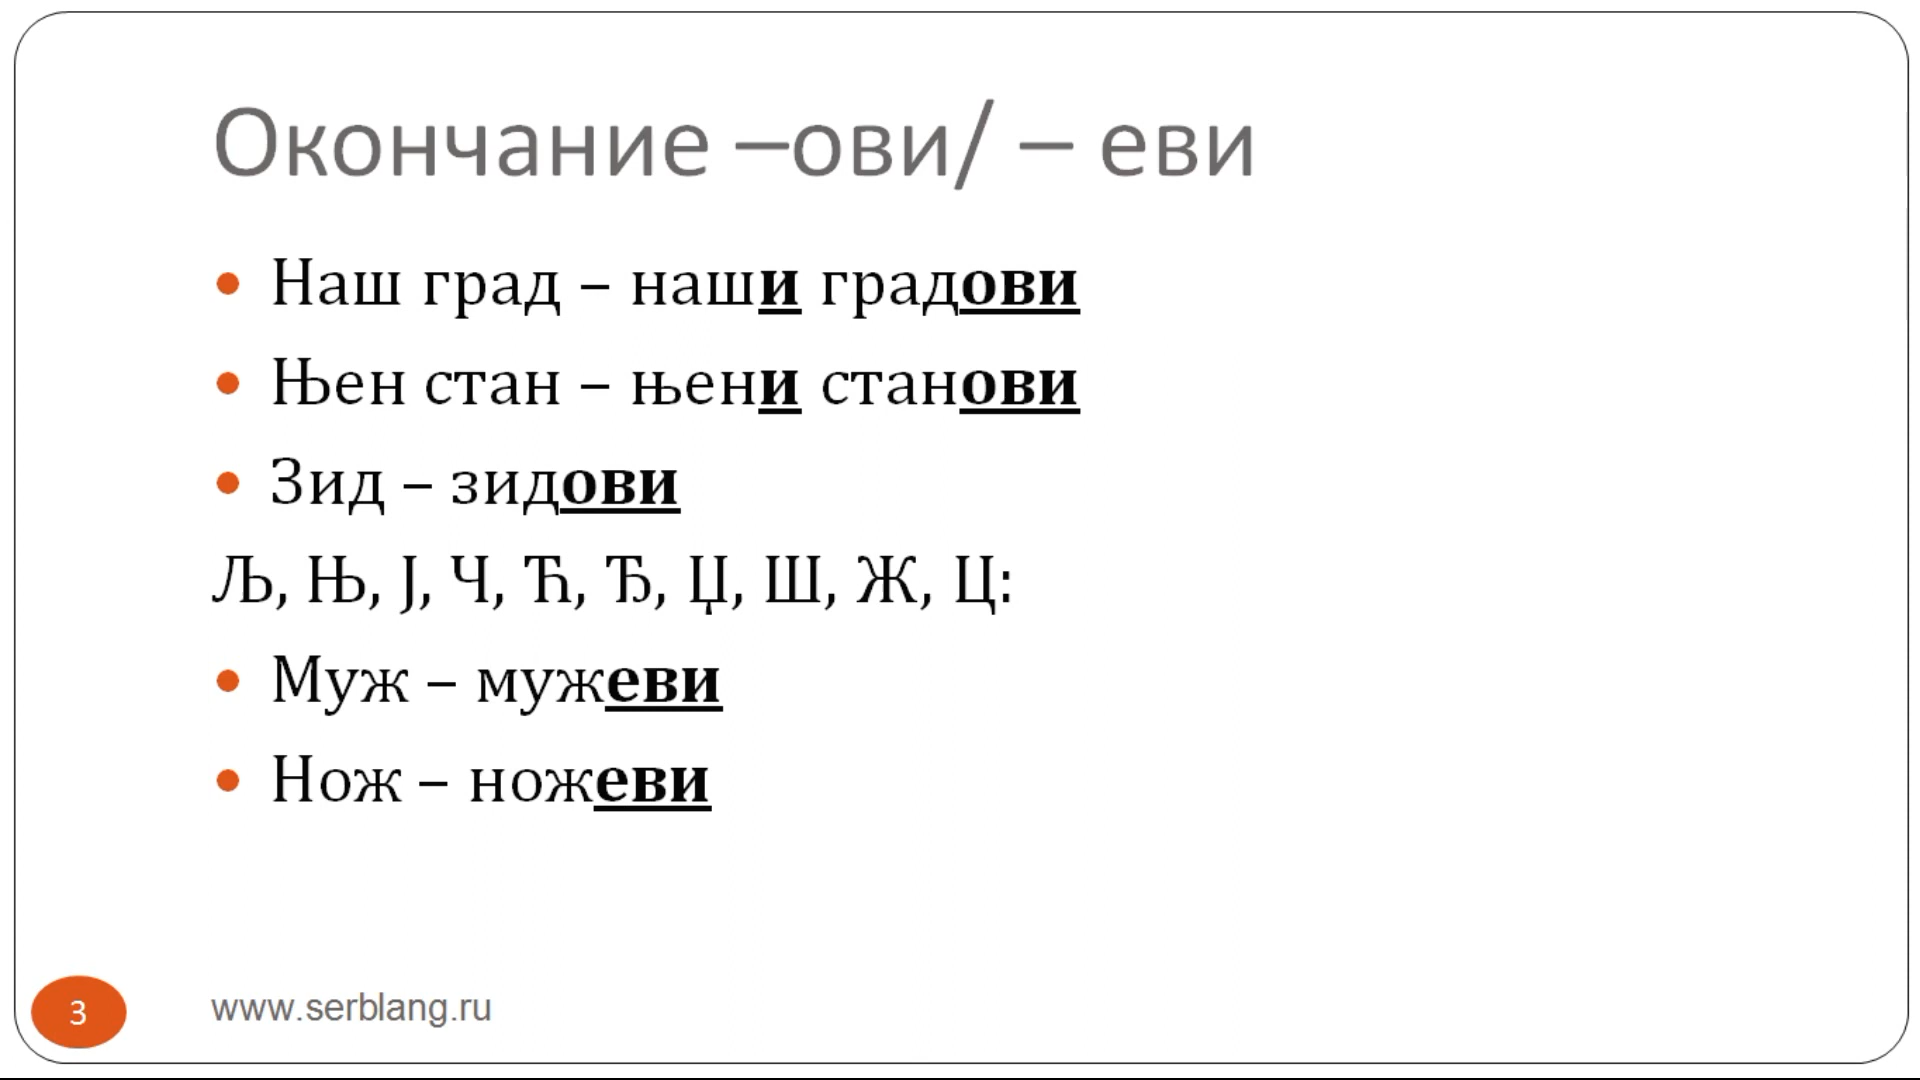 Окончание –ови/ – еви
Наш град – наши градови
Њен стан – њени станови
Зид – зидови
Љ, Њ, Ј, Ч, Ћ, Ђ, Џ, Ш, Ж, Ц:
Муж – мужеви
Нож – ножеви
3 www.serblang.ru